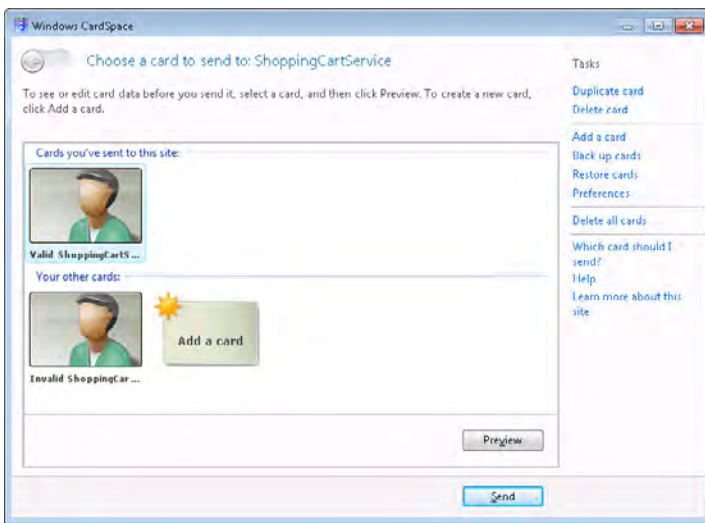 Windows CardSpace
Choose a card to send to: ShoppingCartService
To see or edit card data before you send it, select a card, and then click Preview. To create a new card,
click Add a card.
Cards you've sent to this site:
Valid ShoppingCartS...
Your other cards:
Add a card
Invalid ShoppingCar...
Preview
Send
Tasks
Duplicate card
Delete card
Add a card
Back up cards
Restore cards
Preferences
Delete all cards
Which card should I
send?
Help
Learn more about this
site